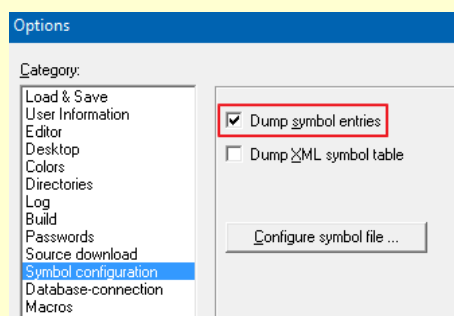 Options
Category:
Load & Save
User Information
Editor
Desktop
Colors
Directories
Log
Build
Passwords
Source download
Symbol configuration
Database-connection
Macros
Dump symbol entries
Dump XML symbol table
Configure symbol file ...